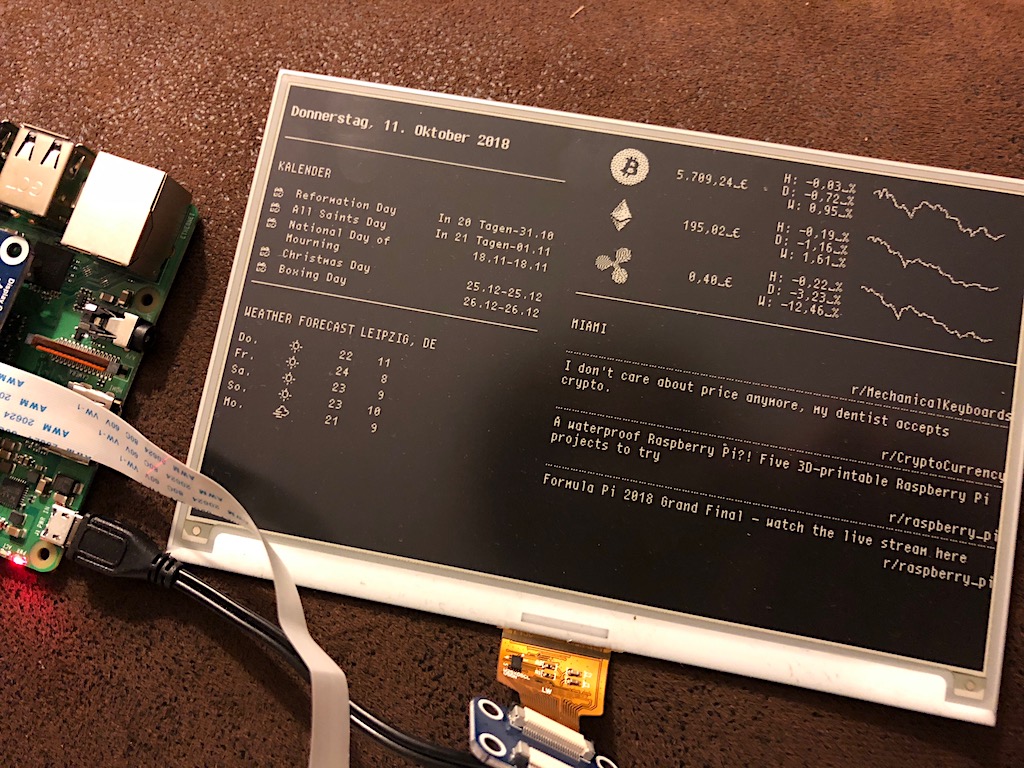 Donnerstag, 11. Oktober 2018
KALENDER
Reformation Day In 20 Tagen-31.10
All Saints Day In 21 Tagen-01.11
National Day of Mourning 18.11-18.11
Christmas Day 25.12-25.12
Boxing Day 26.12-26.12
WEATHER FORECAST LEIPZIG, DE
Do. 22 11
Fr. 24 8
Sa. 23 9
So. 23 10
Mo. 21 9
5.709,24 €
H: -0,03 %
D: -0,72 %
W: 0,95 %
195,02 €
H: -0,19 %
D: -1,16 %
W: 1,61 %
0,40 €
H: -0,22 %
D: -3,23 %
W: -12,46 %
MIAMI
r/MechanicalKeyboards
I don't care about price anymore, my dentist accepts
crypto.
r/CryptoCurrency
A waterproof Raspberry Pi?! Five 3D-printable Raspberry Pi
projects to try
r/raspberry_pi
Formula Pi 2018 Grand Final – watch the live stream here
r/raspberry_pi
AWM 20624
80C 60V VW-1
LW